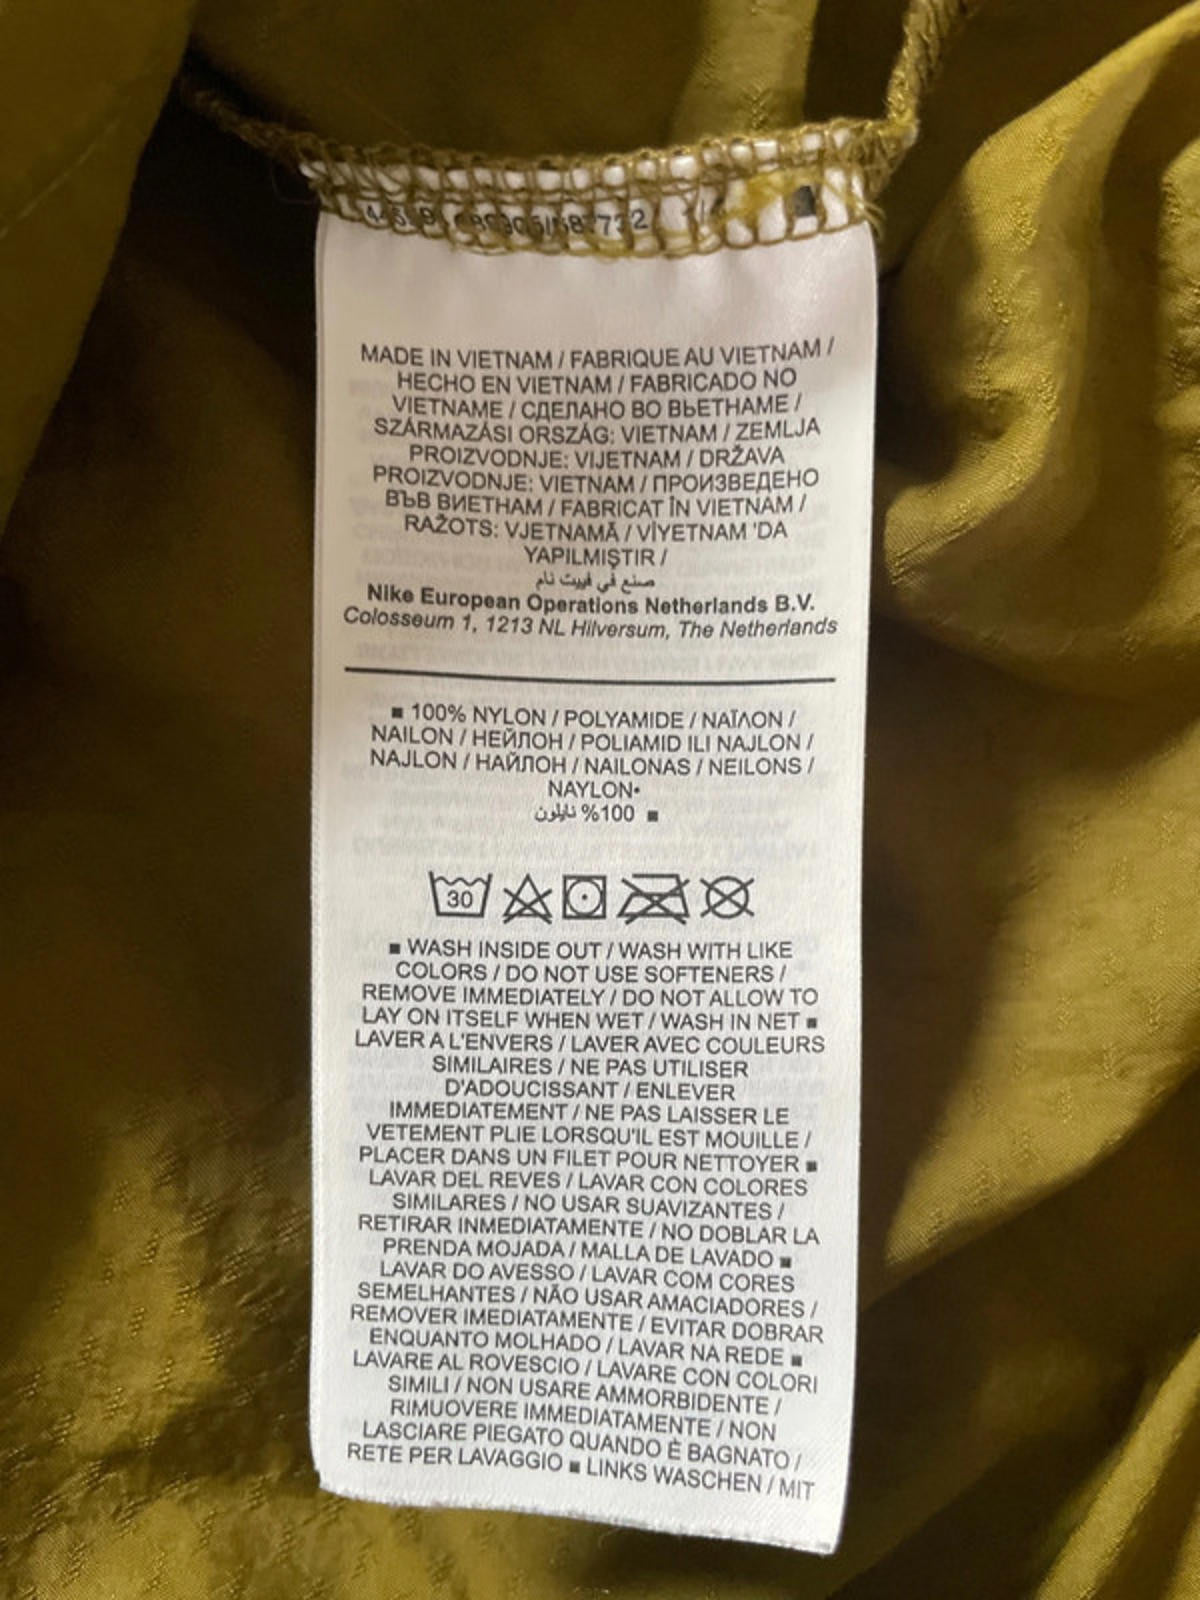 MADE IN VIETNAM / FABRIQUE AU VIETNAM /
HECHO EN VIETNAM / FABRICADO NO
VIETNAME / СДЕЛАНО ВО ВЬЕТНАМЕ /
SZÁRMAZÁSI ORSZÁG: VIETNAM / ZEMLJA
PROIZVODNJE: VIJETNAM / DRŽAVA
PROIZVODNJE: VIETNAM / ПРОИЗВЕДЕНО
ВЪВ ВИЕТНАМ / FABRICAT ÎN VIETNAM /
RAŽOTS: VJETNAMĀ / VİYETNAM 'DA
YAPILMIŞTIR /
صنع في فييت نام
Nike European Operations Netherlands B.V.
Colosseum 1, 1213 NL Hilversum, The Netherlands
■ 100% NYLON / POLYAMIDE / ΝΑΪΛΟΝ /
NAILON / НЕЙЛОН / POLIAMID ILI NAJLON /
NAJLON / НАЙЛОН / NAILONAS / NEILONS /
NAYLON•
100% نايلون ■
30
■ WASH INSIDE OUT / WASH WITH LIKE
COLORS / DO NOT USE SOFTENERS /
REMOVE IMMEDIATELY / DO NOT ALLOW TO
LAY ON ITSELF WHEN WET / WASH IN NET ■
LAVER A L'ENVERS / LAVER AVEC COULEURS
SIMILAIRES / NE PAS UTILISER
D'ADOUCISSANT / ENLEVER
IMMEDIATEMENT / NE PAS LAISSER LE
VETEMENT PLIE LORSQU'IL EST MOUILLE /
PLACER DANS UN FILET POUR NETTOYER ■
LAVAR DEL REVES / LAVAR CON COLORES
SIMILARES / NO USAR SUAVIZANTES /
RETIRAR INMEDIATAMENTE / NO DOBLAR LA
PRENDA MOJADA / MALLA DE LAVADO ■
LAVAR DO AVESSO / LAVAR COM CORES
SEMELHANTES / NÃO USAR AMACIADORES /
REMOVER IMEDIATAMENTE / EVITAR DOBRAR
ENQUANTO MOLHADO / LAVAR NA REDE ■
LAVARE AL ROVESCIO / LAVARE CON COLORI
SIMILI / NON USARE AMMORBIDENTE /
RIMUOVERE IMMEDIATAMENTE / NON
LASCIARE PIEGATO QUANDO È BAGNATO /
RETE PER LAVAGGIO ■ LINKS WASCHEN / MIT